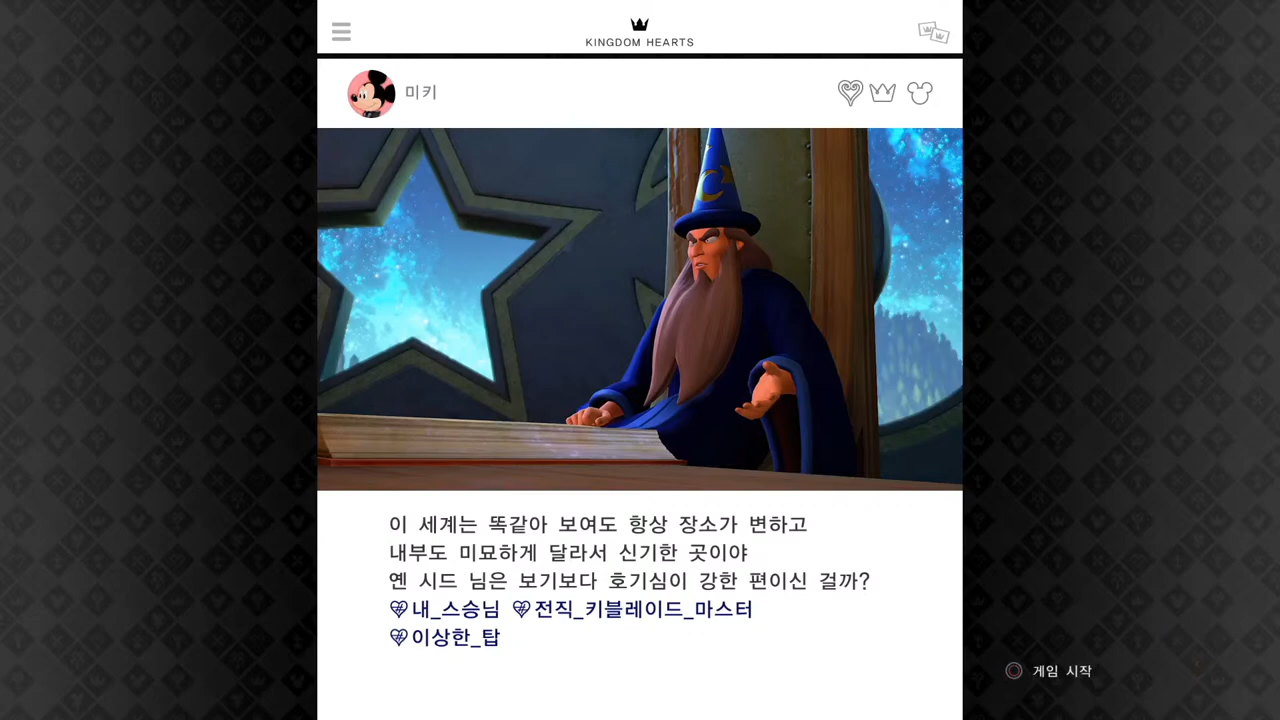 KINGDOM HEARTS
미키
이 세계는 똑같아 보여도 항상 장소가 변하고
내부도 미묘하게 달라서 신기한 곳이야
옌 시드 님은 보기보다 호기심이 강한 편이신 걸까?
내_스승님 전직_키블레이드_마스터
이상한_탑
게임 시작